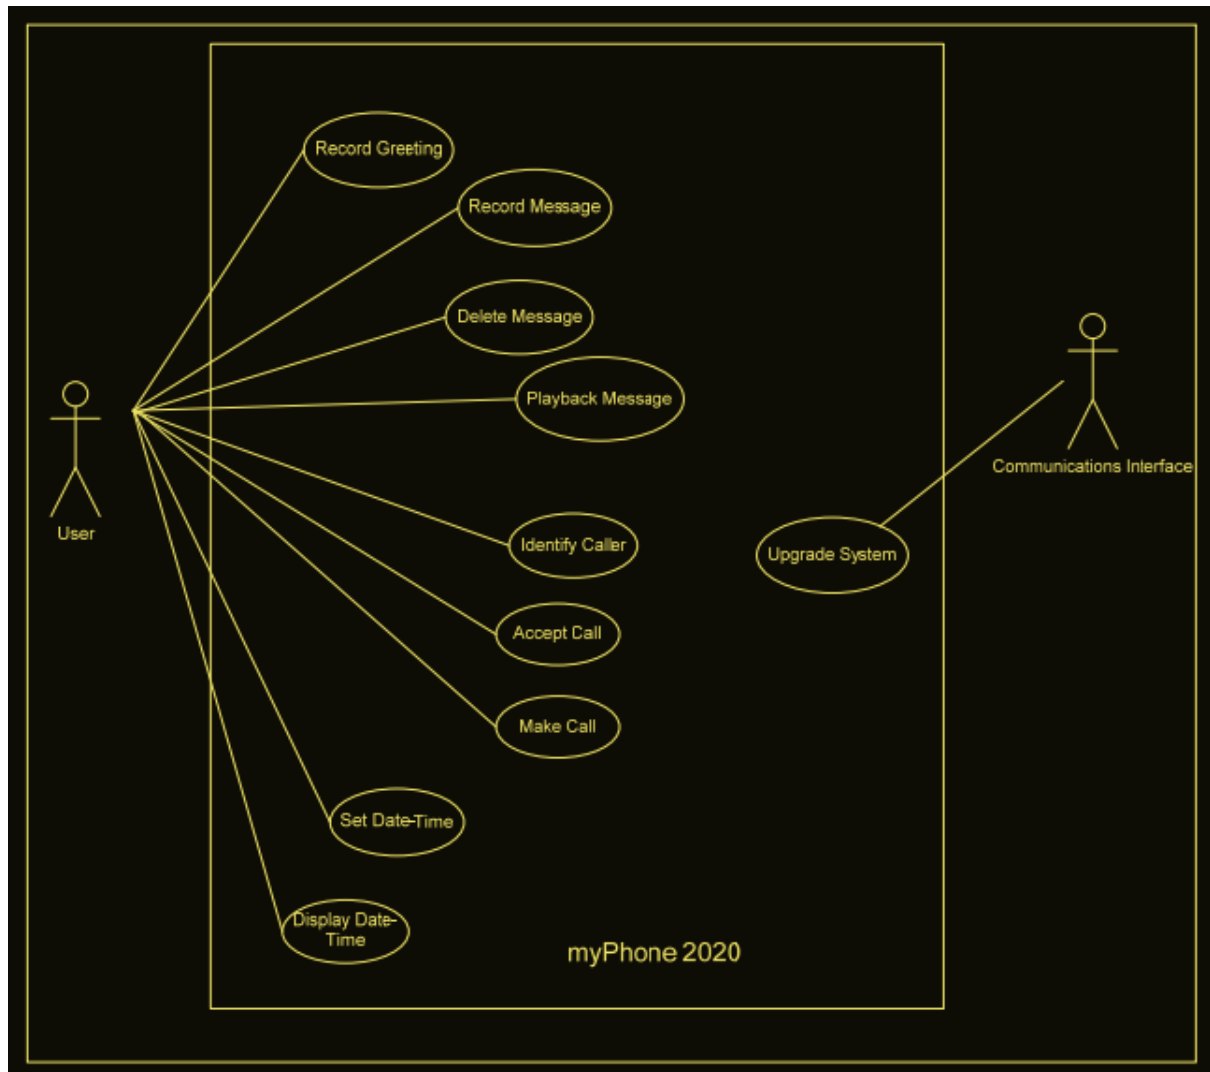 Record Greeting
Record Message
Delete Message
Playback Message
Communications Interface
User
Identify Caller
Upgrade System
Accept Call
Make Call
Set Date-Time
Display Date-
Time
myPhone 2020